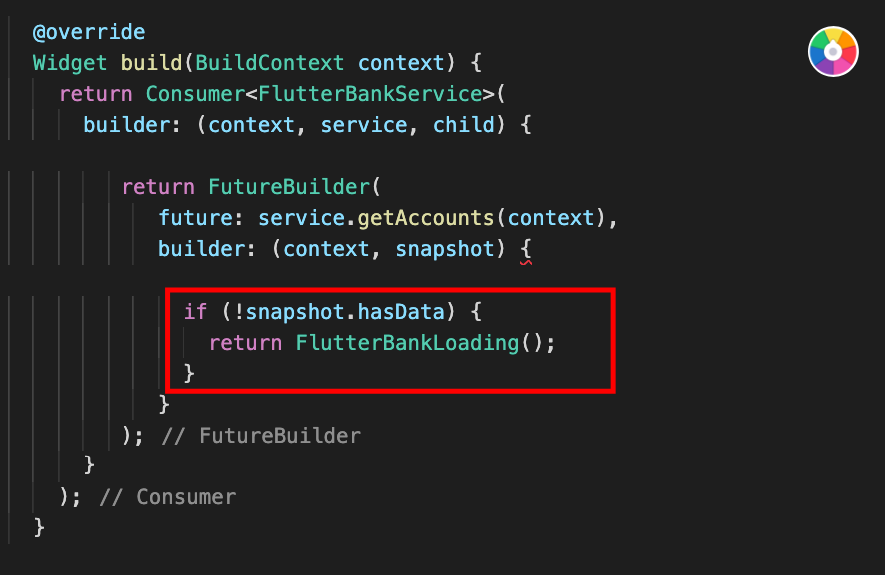 @override
Widget build(BuildContext context) {
return Consumer<FlutterBankService>(
builder: (context, service, child) {
return FutureBuilder(
future: service.getAccounts(context),
builder: (context, snapshot) {
if (!snapshot.hasData) {
return FlutterBankLoading();
}
}
); // FutureBuilder
}
); // Consumer
}